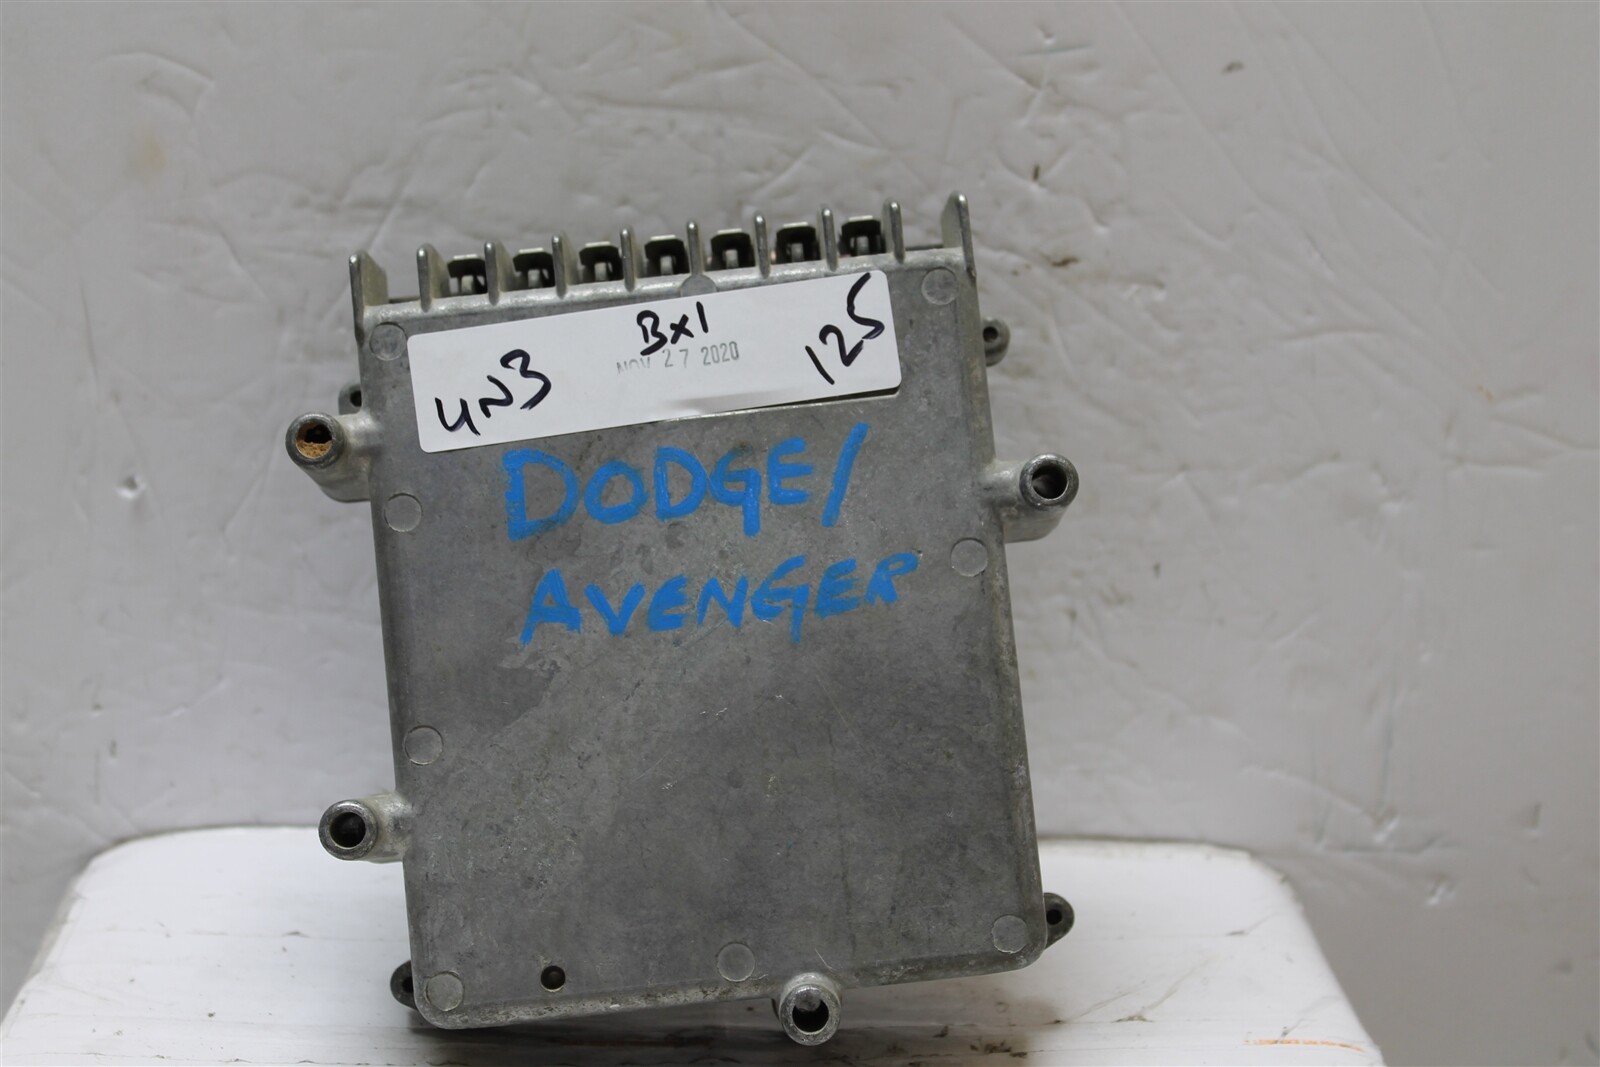 Bx1
NOV 27 2020
4N3
125
DODGE/
AVENGER